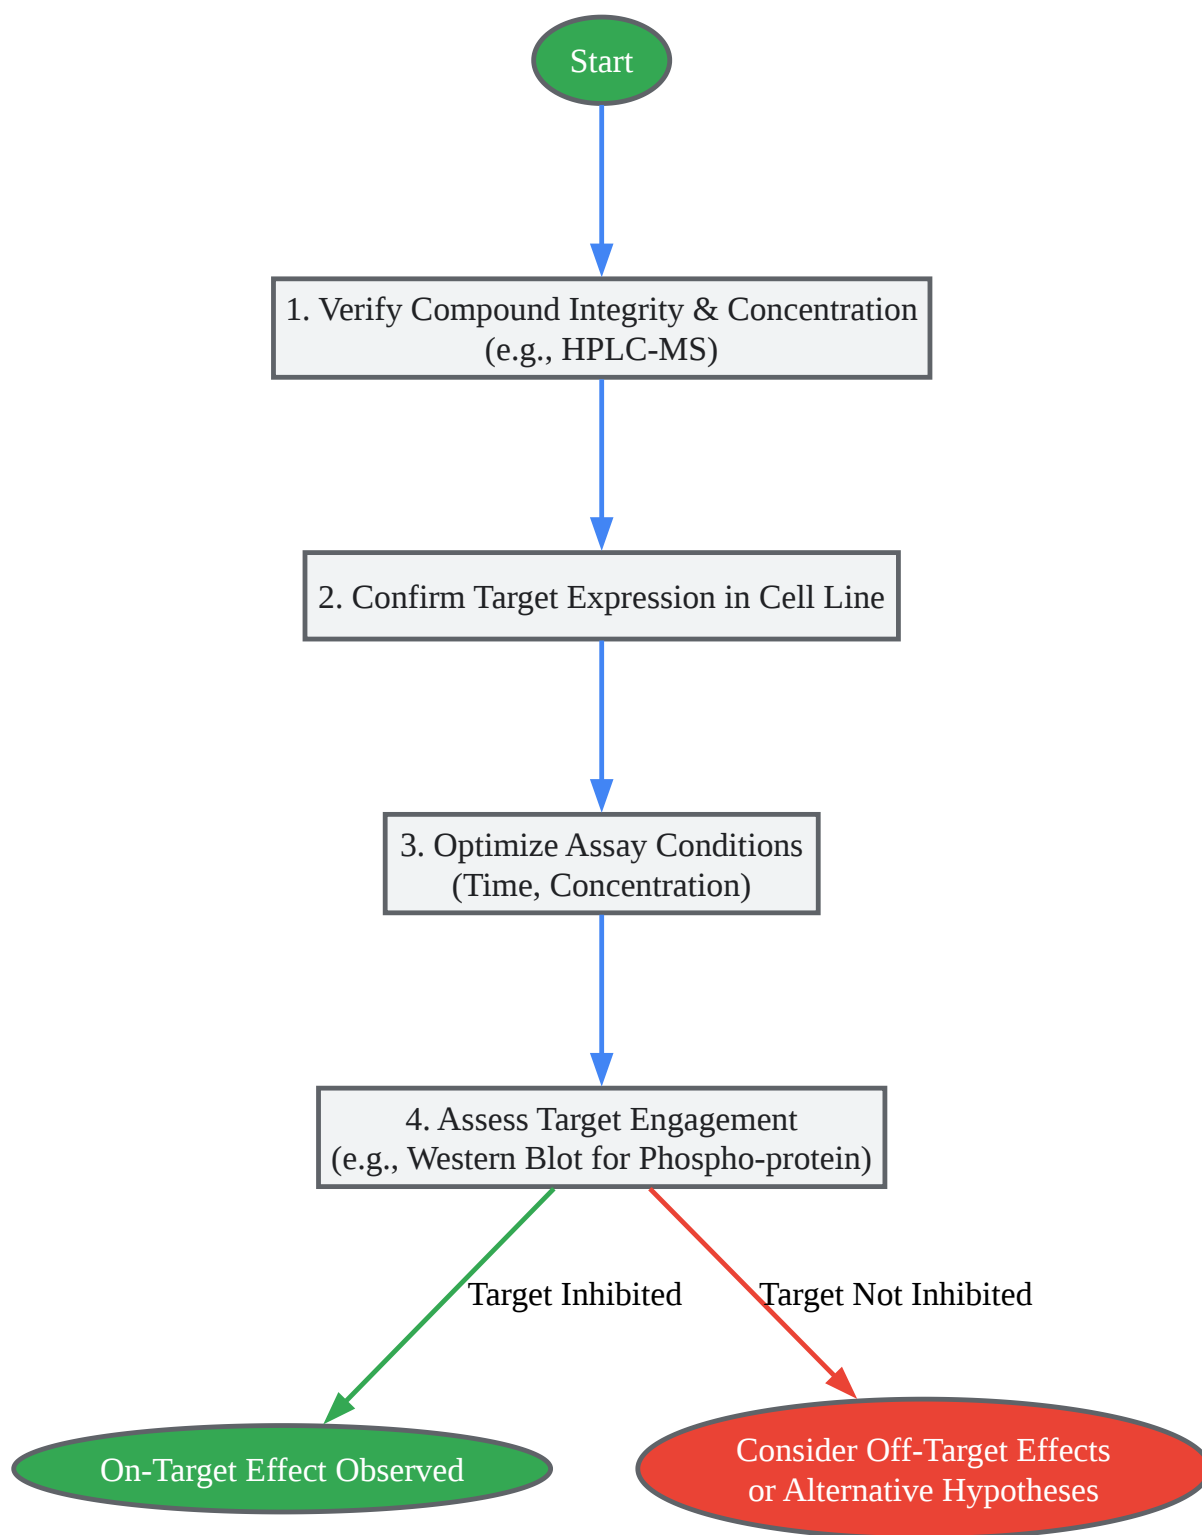 Start
1. Verify Compound Integrity & Concentration
(e.g., HPLC-MS)
2. Confirm Target Expression in Cell Line
3. Optimize Assay Conditions
(Time, Concentration)
4. Assess Target Engagement
(e.g., Western Blot for Phospho-protein)
Target Inhibited
Target Not Inhibited
On-Target Effect Observed
Consider Off-Target Effects
or Alternative Hypotheses